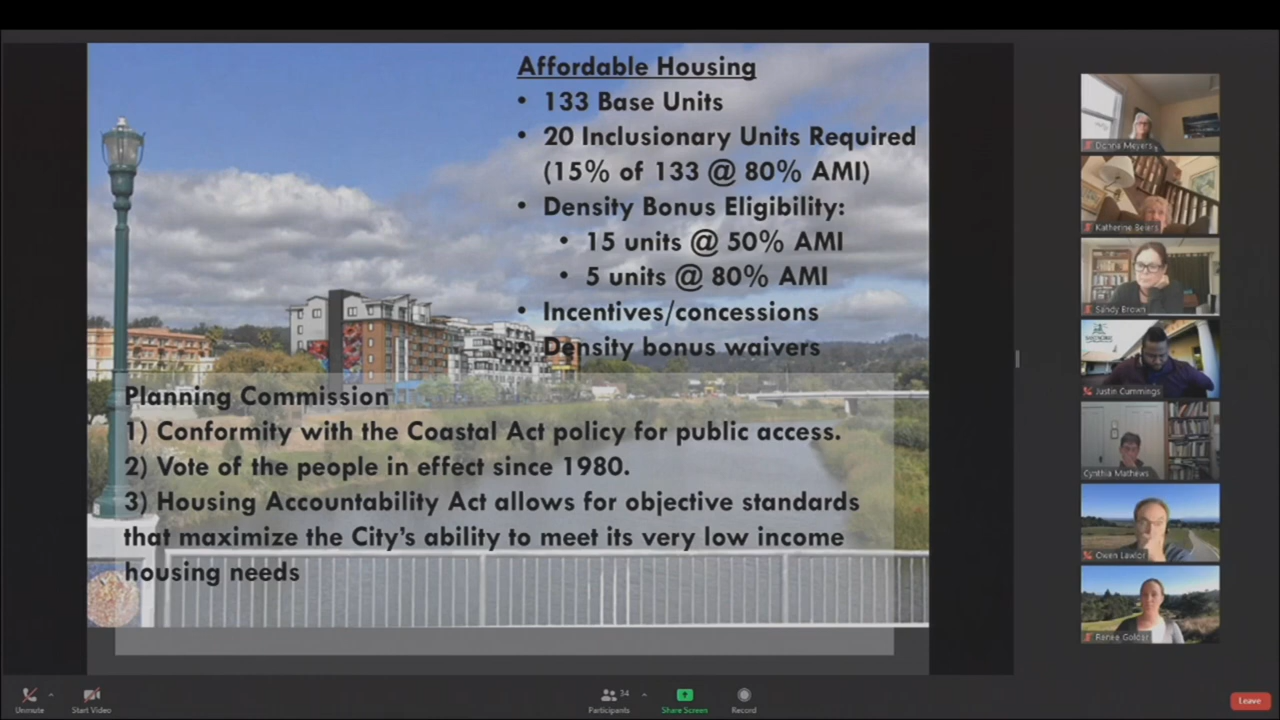 Affordable Housing
• 133 Base Units
• 20 Inclusionary Units Required
(15% of 133 @ 80% AMI)
• Density Bonus Eligibility:
• 15 units @ 50% AMI
• 5 units @ 80% AMI
• Incentives/concessions
• Density bonus waivers
Planning Commission
1) Conformity with the Coastal Act policy for public access.
2) Vote of the people in effect since 1980.
3) Housing Accountability Act allows for objective standards
that maximize the City's ability to meet its very low income
housing needs
Donna Meyers
Katherine Beiers
Sandy Brown
Justin Cummings
Cynthia Mathews
Owen Lawlor
Renee Golder
Unmute
Start Video
34
Participants
Share Screen
Record
Leave